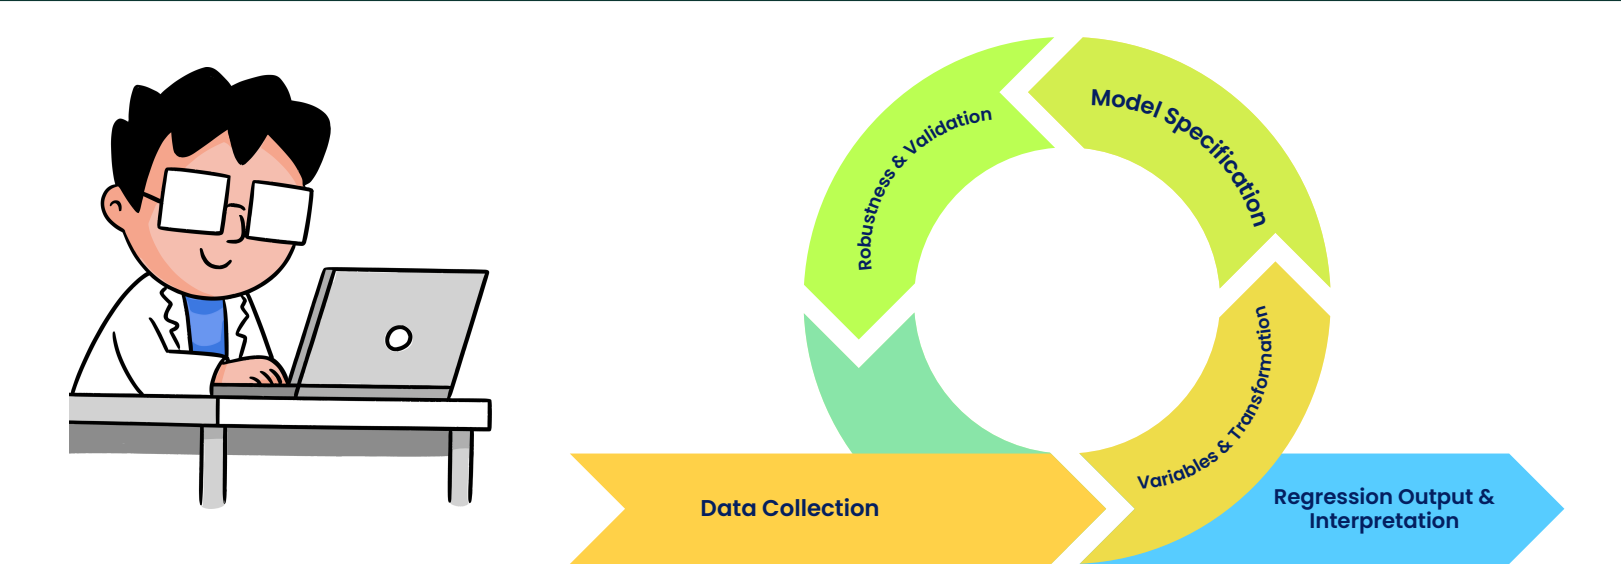 Robustness & Validation
Model Specification
Variables & Transformation
Data Collection
Regression Output &
Interpretation